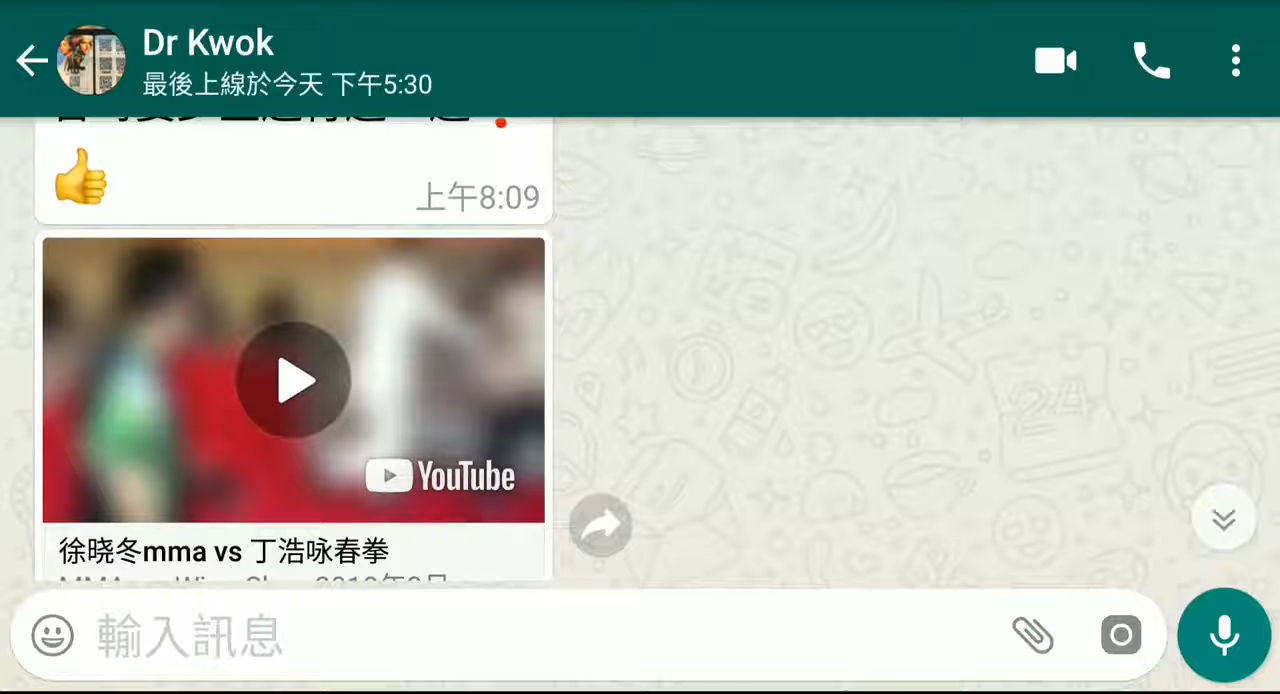 Dr Kwok
最後上線於今天 下午5:30
上午8:09
YouTube
徐晓冬mma vs 丁浩咏春拳
輸入訊息